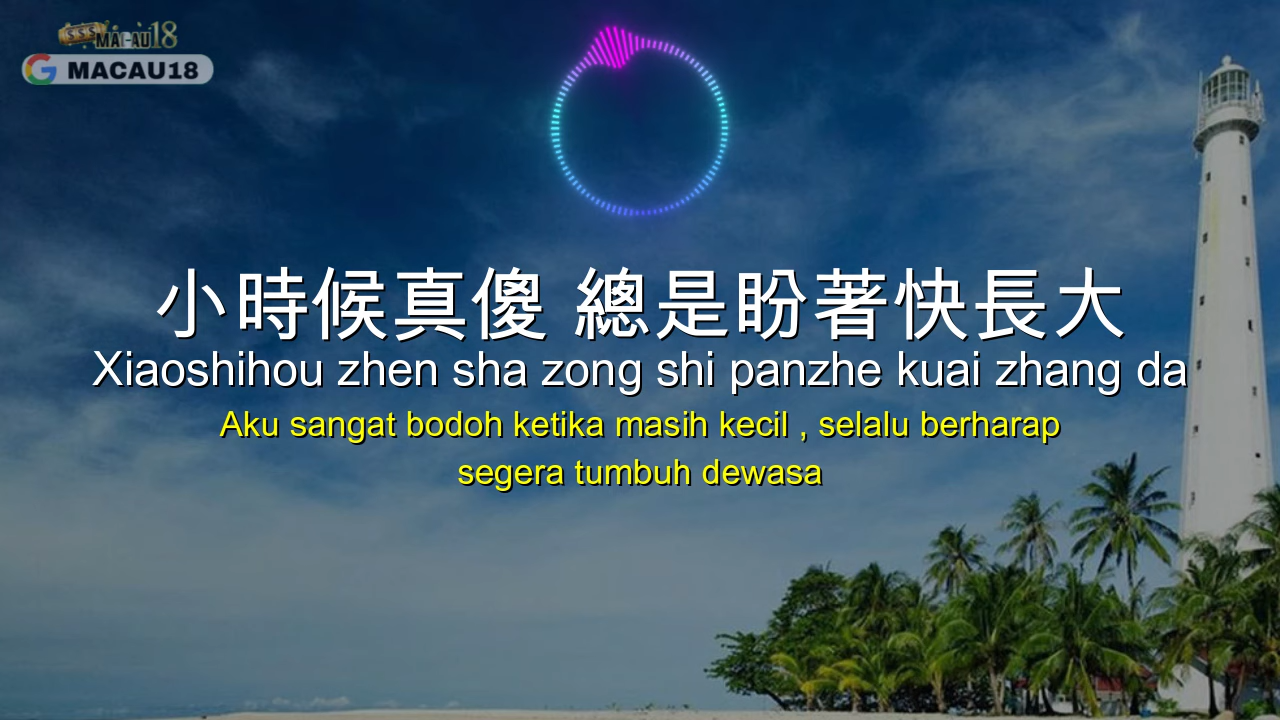 SSS
MACAU18
MACAU18
小時候真傻 總是盼著快長大
Xiaoshihou zhen sha zong shi panzhe kuai zhang da
Aku sangat bodoh ketika masih kecil , selalu berharap
segera tumbuh dewasa